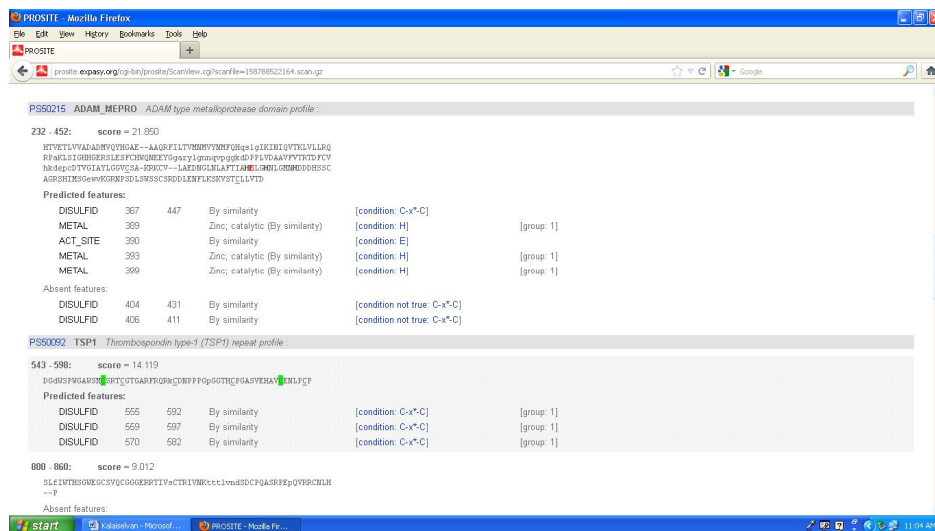 PROSITE - Mozilla Firefox
File Edit View History Bookmarks Tools Help
PROSITE +
prosite.expasy.org/cgi-bin/prosite/ScanView.cgi?scanfile=158788522164.scan.gz Google
PS50215 ADAM_MEPRO ADAM type metalloprotease domain profile :
232 - 452: score = 21.850
HTVETLVVADADMVQYHGAE--AAQRFILTVMNMVYNMFQHqslgIKINIQVTKLVLLRQ
RPaKLSIGHHGERSLESFCHWQNEEYGgarylgnnqvpggkdDPPLVDAAVFVTRTDFCV
hkdepcDTVGIAYLGGVCSA-KRKCV--LAEDNGLNLAFTIAHELGHNLGMNHDDDHSSC
AGRSHIMSGewvKGRNPSDLSWSSCSRDDLENFLKSKVSTCLLVTD
Predicted features:
DISULFID 367 447 By similarity [condition: C-x*-C]
METAL 389 Zinc; catalytic (By similarity) [condition: H] [group: 1]
ACT_SITE 390 By similarity [condition: E]
METAL 393 Zinc; catalytic (By similarity) [condition: H] [group: 1]
METAL 399 Zinc; catalytic (By similarity) [condition: H] [group: 1]
Absent features:
DISULFID 404 431 By similarity [condition not true: C-x*-C]
DISULFID 406 411 By similarity [condition not true: C-x*-C]
PS50092 TSP1 Thrombospondin type-1 (TSP1) repeat profile :
543 - 598: score = 14.119
DGdWSPWGAWSMCSRTCGTGARFRQRkCDNPPPGpGGTHCPGASVEHAVCENLPCP
Predicted features:
DISULFID 555 592 By similarity [condition: C-x*-C] [group: 1]
DISULFID 559 597 By similarity [condition: C-x*-C] [group: 1]
DISULFID 570 582 By similarity [condition: C-x*-C] [group: 1]
800 - 860: score = 9.012
SLfIWTHSGWEGCSVQCGGGERRTIVsCTRIVNKtttlvndSDCPQASRPEpQVRRCNLH
--P
Absent features:
start Kalaiselvan - Microsof... PROSITE - Mozilla Fir... 11:04 AM